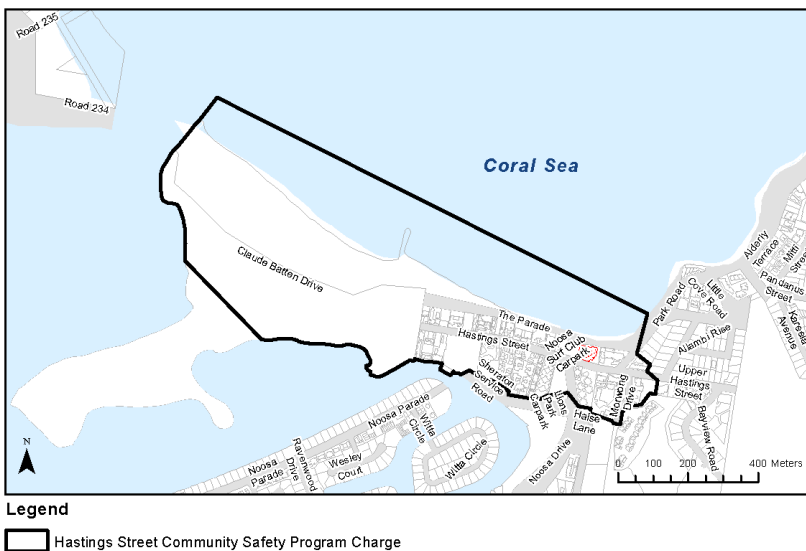 Road 235
Road 234
Coral Sea
Claude Batten Drive
The Parade
Hastings Street
Noosa
Surf Club
Carpark
Sheraton
Service
Road
Lions
Park
Carpark
Halse
Lane
Morwong
Drive
Upper
Hastings
Street
Park Road
Little
Cove Road
Allambi Rise
Alderly
Terrace
Mitti
Street
Pandanus
Street
Kareela
Avenue
Bayview Road
Noosa Drive
Noosa Parade
Witta
Circle
Witta Circle
Wesley
Court
Ravenwood
Drive
Noosa
Parade
N
0 100 200 400 Meters
Legend
Hastings Street Community Safety Program Charge